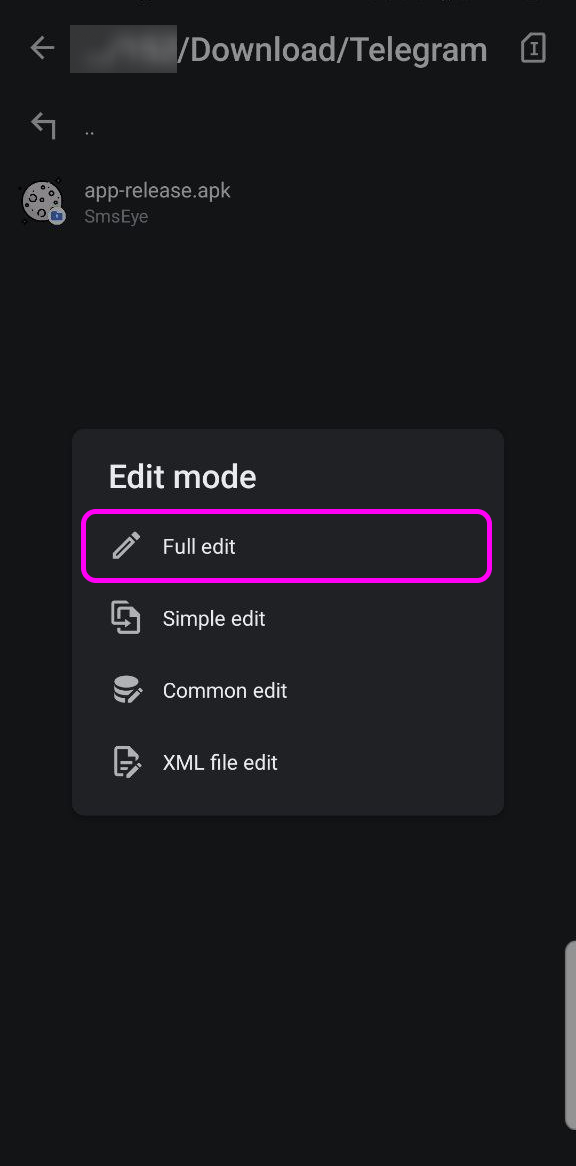 /Download/Telegram
..
app-release.apk
SmsEye
Edit mode
Full edit
Simple edit
Common edit
XML file edit